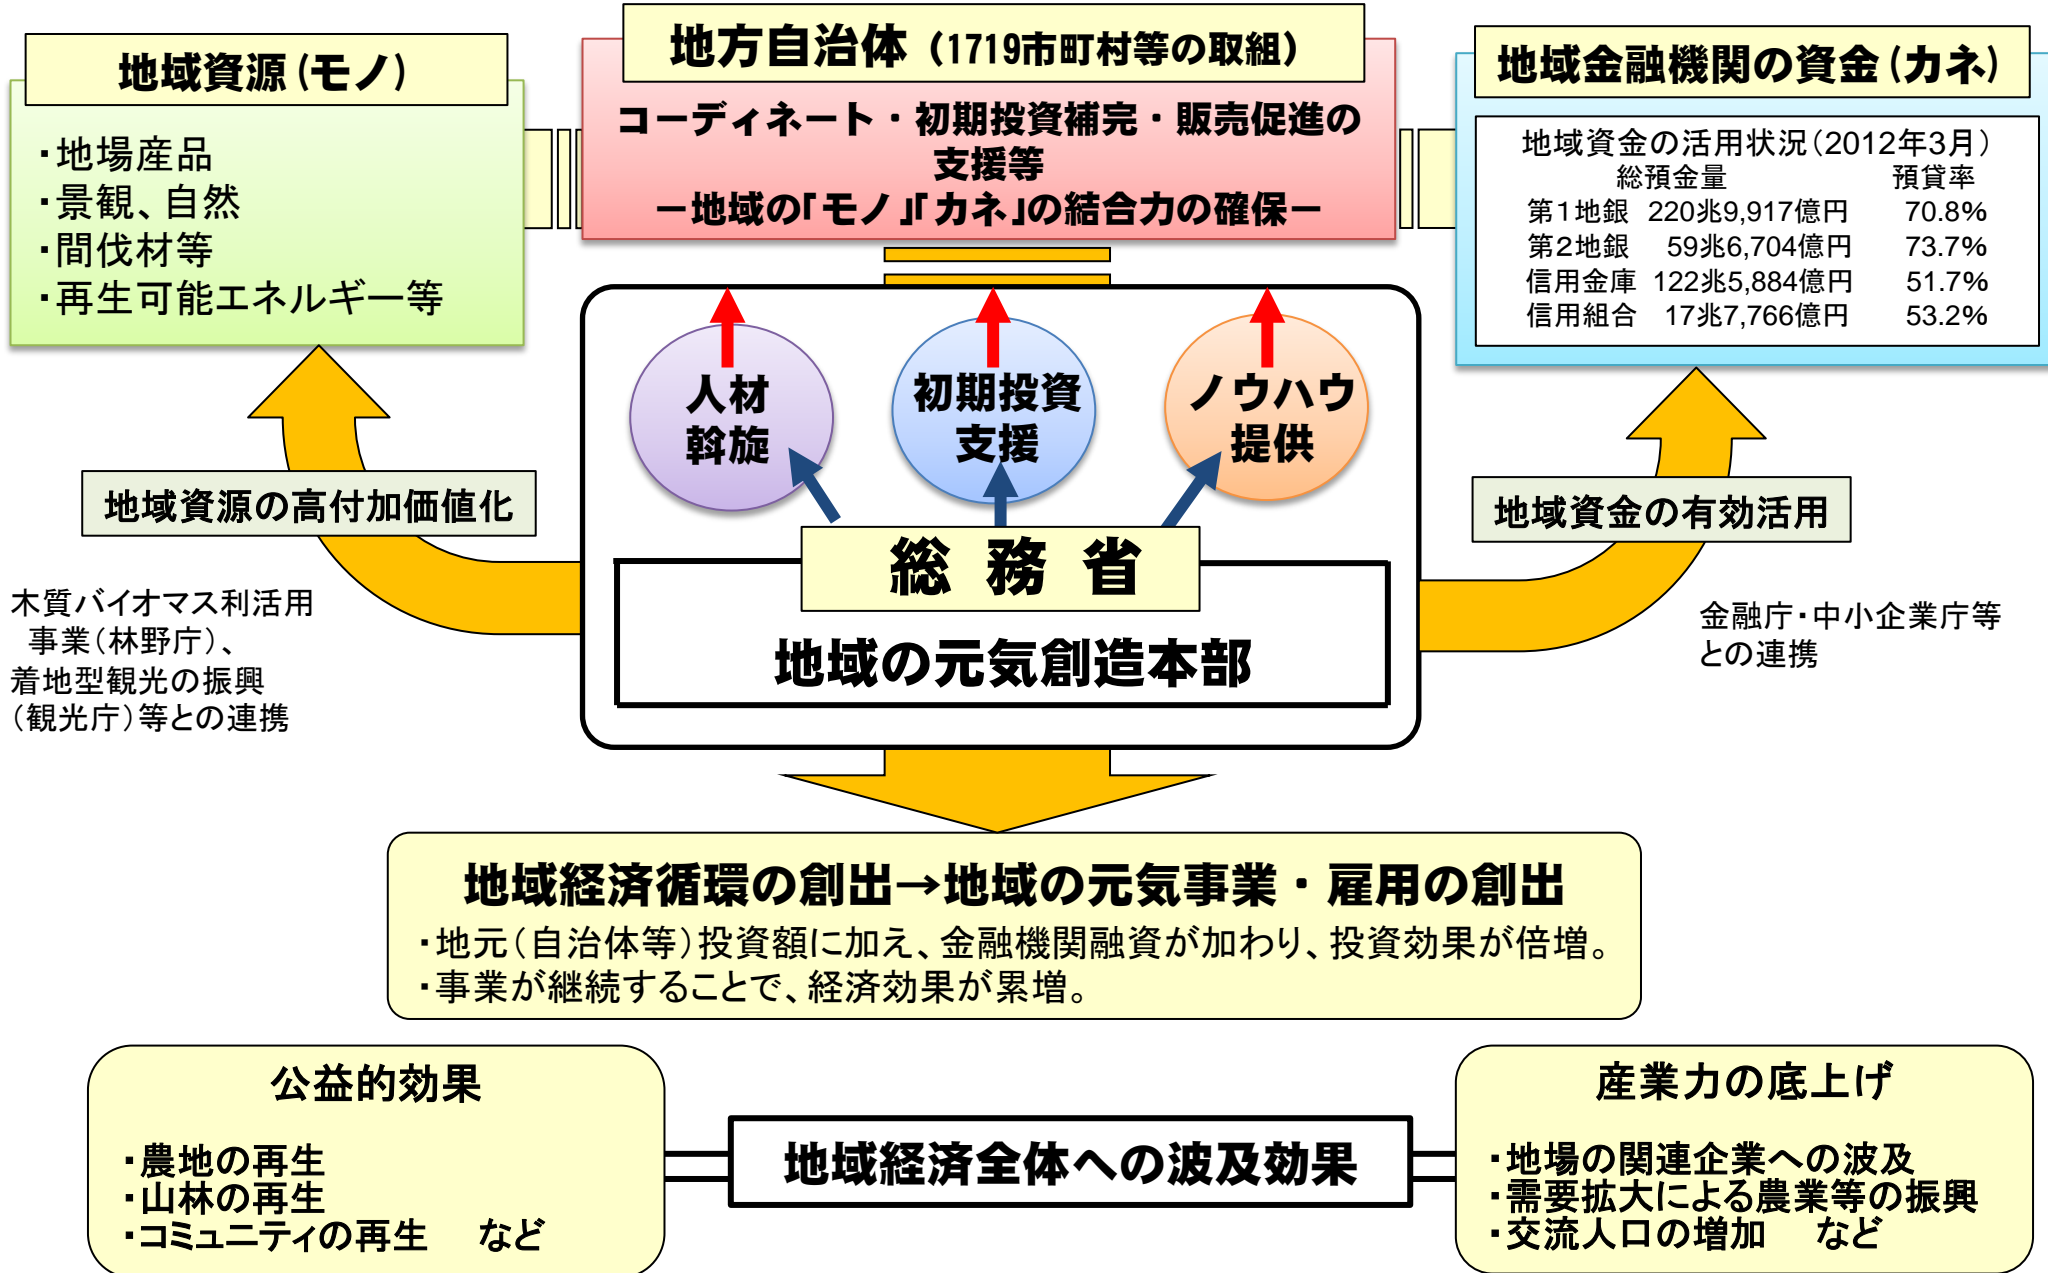 地域資源(モノ)
・地場産品
・景観、自然
・間伐材等
・再生可能エネルギー等
地方自治体（1719市町村等の取組）
コーディネート・初期投資補完・販売促進の
支援等
－地域の「モノ」「カネ」の結合力の確保－
地域金融機関の資金(カネ)
地域資金の活用状況（2012年3月）
総預金量 預貸率
第１地銀 220兆9,917億円 70.8%
第２地銀 59兆6,704億円 73.7%
信用金庫 122兆5,884億円 51.7%
信用組合 17兆7,766億円 53.2%
人材
斡旋
初期投資
支援
ノウハウ
提供
総務省
地域の元気創造本部
地域資源の高付加価値化
木質バイオマス利活用
事業（林野庁）、
着地型観光の振興
（観光庁）等との連携
地域資金の有効活用
金融庁・中小企業庁等
との連携
地域経済循環の創出→地域の元気事業・雇用の創出
・地元（自治体等）投資額に加え、金融機関融資が加わり、投資効果が倍増。
・事業が継続することで、経済効果が累増。
公益的効果
・農地の再生
・山林の再生
・コミュニティの再生 など
地域経済全体への波及効果
産業力の底上げ
・地場の関連企業への波及
・需要拡大による農業等の振興
・交流人口の増加 など